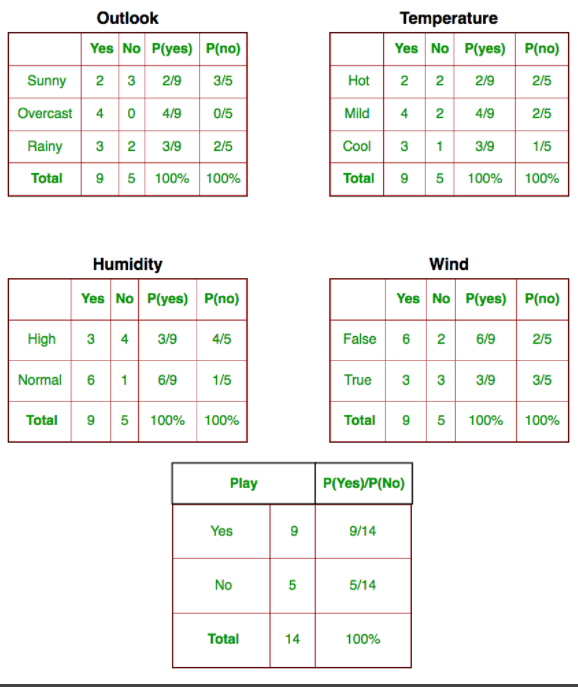 Outlook
Yes No P(yes) P(no)
Sunny 2 3 2/9 3/5
Overcast 4 0 4/9 0/5
Rainy 3 2 3/9 2/5
Total 9 5 100% 100%
Temperature
Yes No P(yes) P(no)
Hot 2 2 2/9 2/5
Mild 4 2 4/9 2/5
Cool 3 1 3/9 1/5
Total 9 5 100% 100%
Humidity
Yes No P(yes) P(no)
High 3 4 3/9 4/5
Normal 6 1 6/9 1/5
Total 9 5 100% 100%
Wind
Yes No P(yes) P(no)
False 6 2 6/9 2/5
True 3 3 3/9 3/5
Total 9 5 100% 100%
Play P(Yes)/P(No)
Yes 9 9/14
No 5 5/14
Total 14 100%